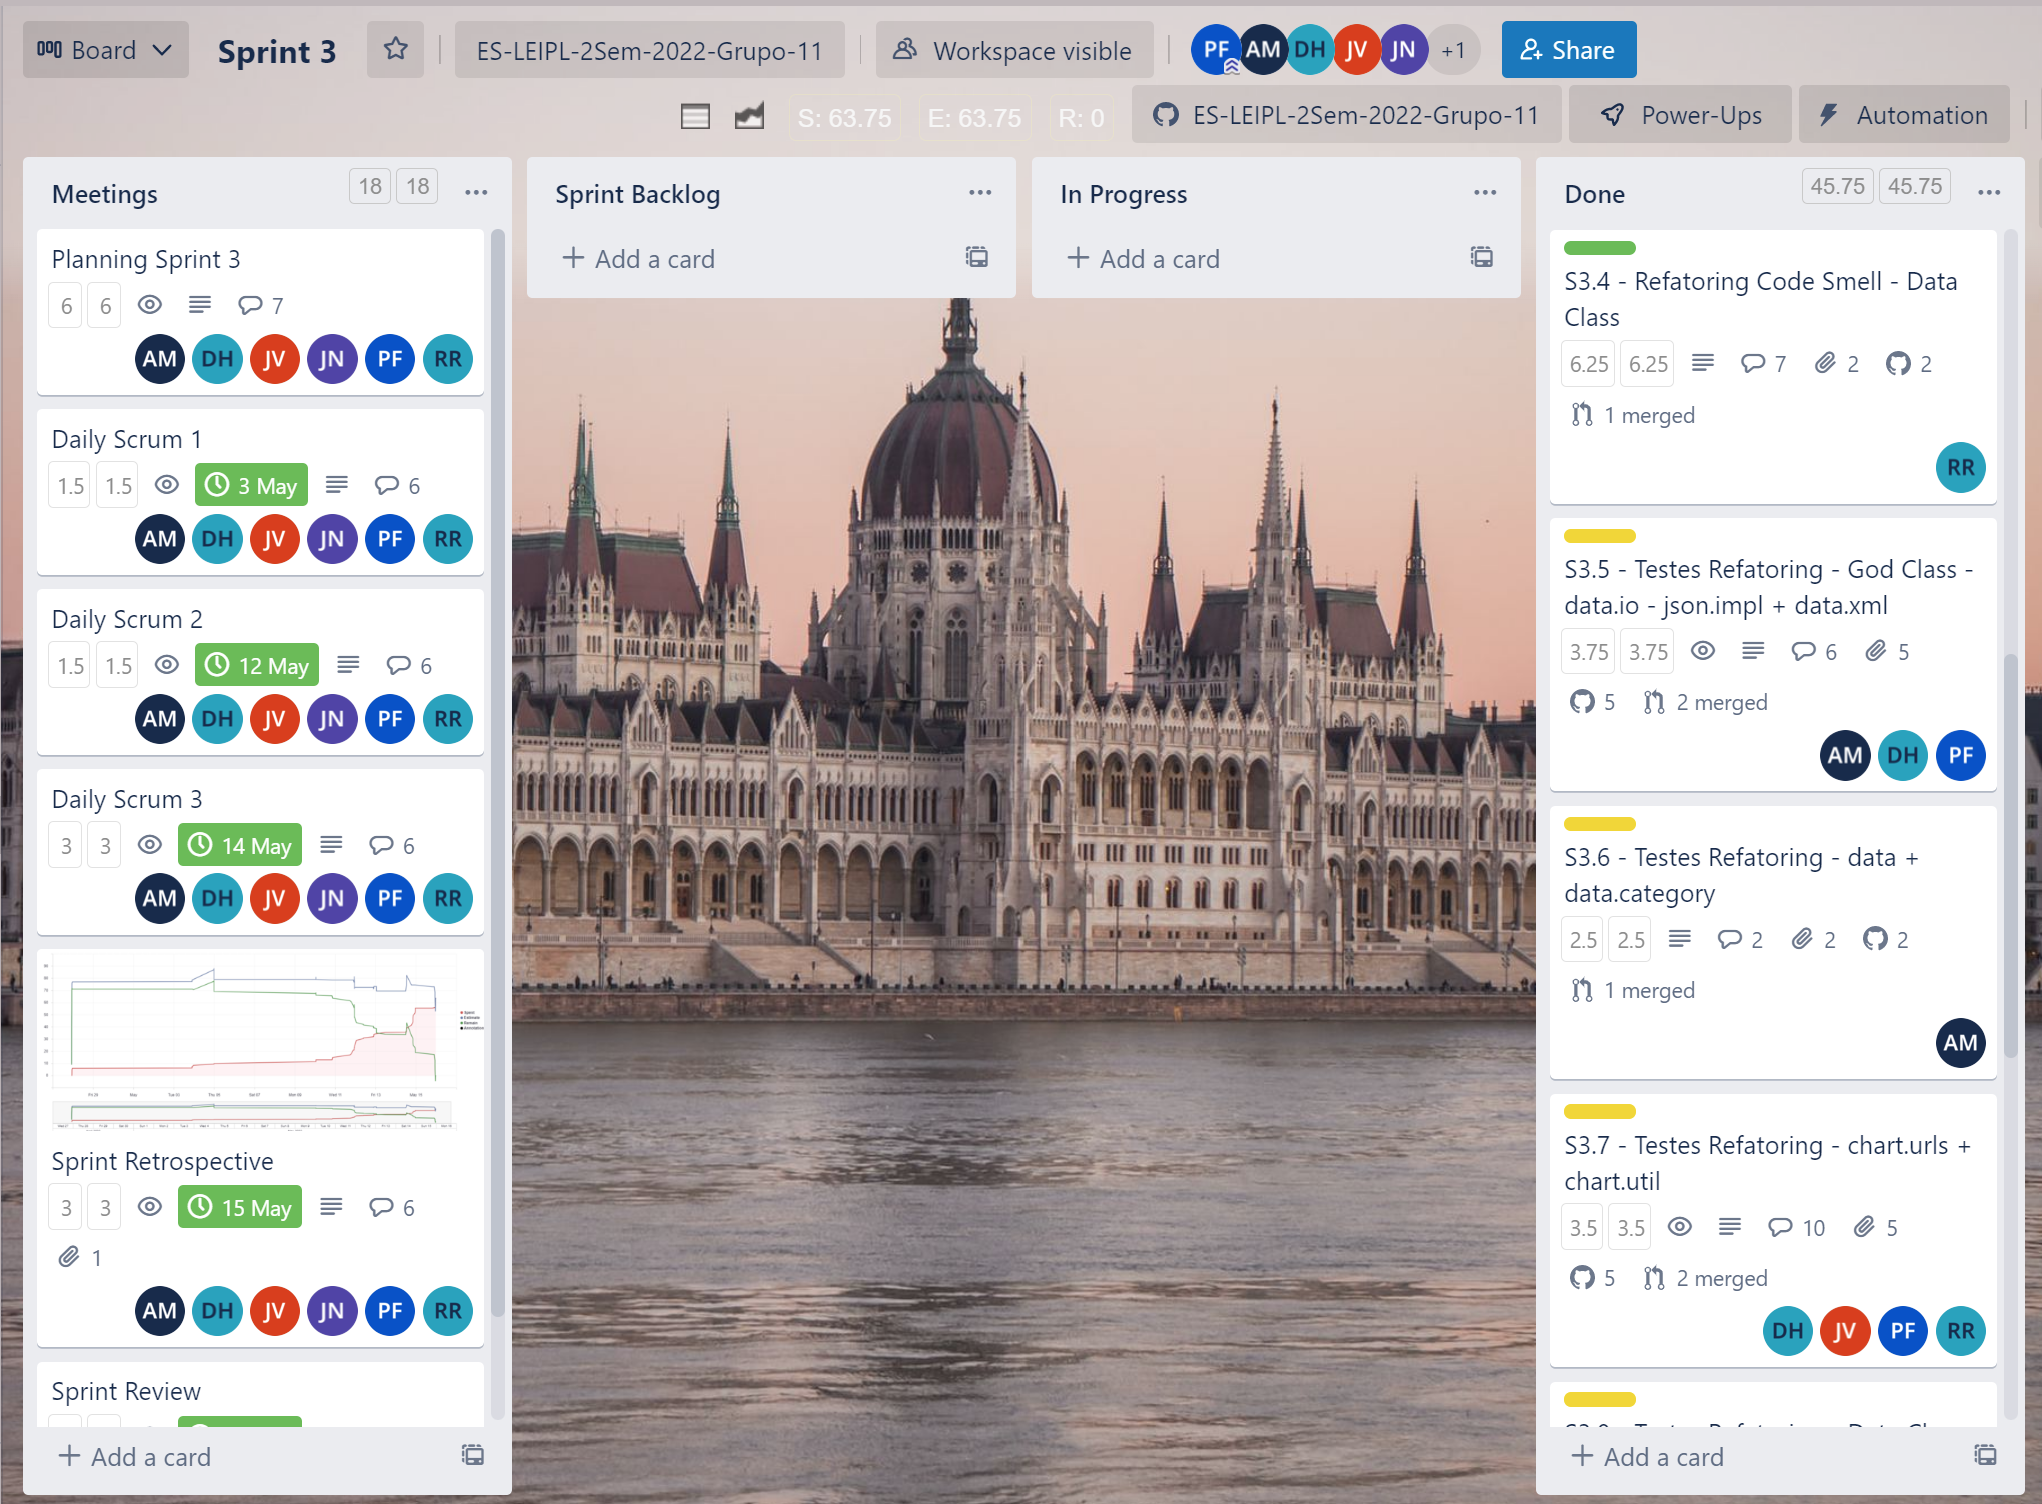 Board
Sprint 3
ES-LEIPL-2Sem-2022-Grupo-11
Workspace visible
PF AM DH JV JN +1
Share
S: 63.75 E: 63.75 R: 0
ES-LEIPL-2Sem-2022-Grupo-11
Power-Ups
Automation
Meetings 18 18
Planning Sprint 3
6 6 7
AM DH JV JN PF RR
Daily Scrum 1
1.5 1.5 3 May 6
AM DH JV JN PF RR
Daily Scrum 2
1.5 1.5 12 May 6
AM DH JV JN PF RR
Daily Scrum 3
3 3 14 May 6
AM DH JV JN PF RR
Sprint Retrospective
3 3 15 May 6
1
AM DH JV JN PF RR
Sprint Review
Add a card
Sprint Backlog
Add a card
In Progress
Add a card
Done 45.75 45.75
S3.4 - Refatoring Code Smell - Data
Class
6.25 6.25 7 2 2
1 merged
RR
S3.5 - Testes Refatoring - God Class -
data.io - json.impl + data.xml
3.75 3.75 6 5
5 2 merged
AM DH PF
S3.6 - Testes Refatoring - data +
data.category
2.5 2.5 2 2 2
1 merged
AM
S3.7 - Testes Refatoring - chart.urls +
chart.util
3.5 3.5 10 5
5 2 merged
DH JV PF RR
Add a card